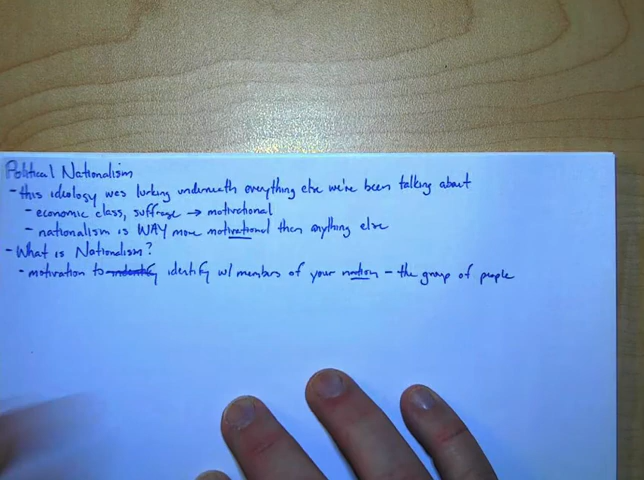 Political Nationalism
- this ideology was lurking underneath everything else we've been talking about
- economic class, suffrage → motivational
- nationalism is WAY more motivational then anything else
- What is Nationalism?
- motivation to identify w/ members of your nation - the group of people